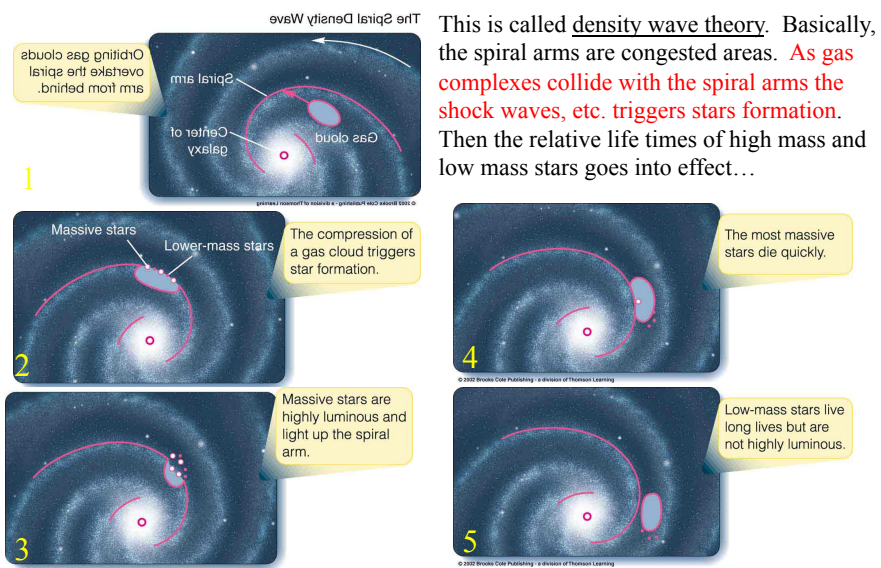 The Spiral Density Wave
Orbiting gas clouds
overtake the spiral
arm from behind.
Spiral arm
Gas cloud
Center of
galaxy
1
© 2002 Brooks Cole Publishing - a division of Thomson Learning
This is called density wave theory.  Basically,
the spiral arms are congested areas.  As gas
complexes collide with the spiral arms the
shock waves, etc. triggers stars formation.
Then the relative life times of high mass and
low mass stars goes into effect…
Massive stars
Lower-mass stars
The compression of
a gas cloud triggers
star formation.
2
Massive stars are
highly luminous and
light up the spiral
arm.
3
The most massive
stars die quickly.
4
© 2002 Brooks Cole Publishing - a division of Thomson Learning
Low-mass stars live
long lives but are
not highly luminous.
5
© 2002 Brooks Cole Publishing - a division of Thomson Learning